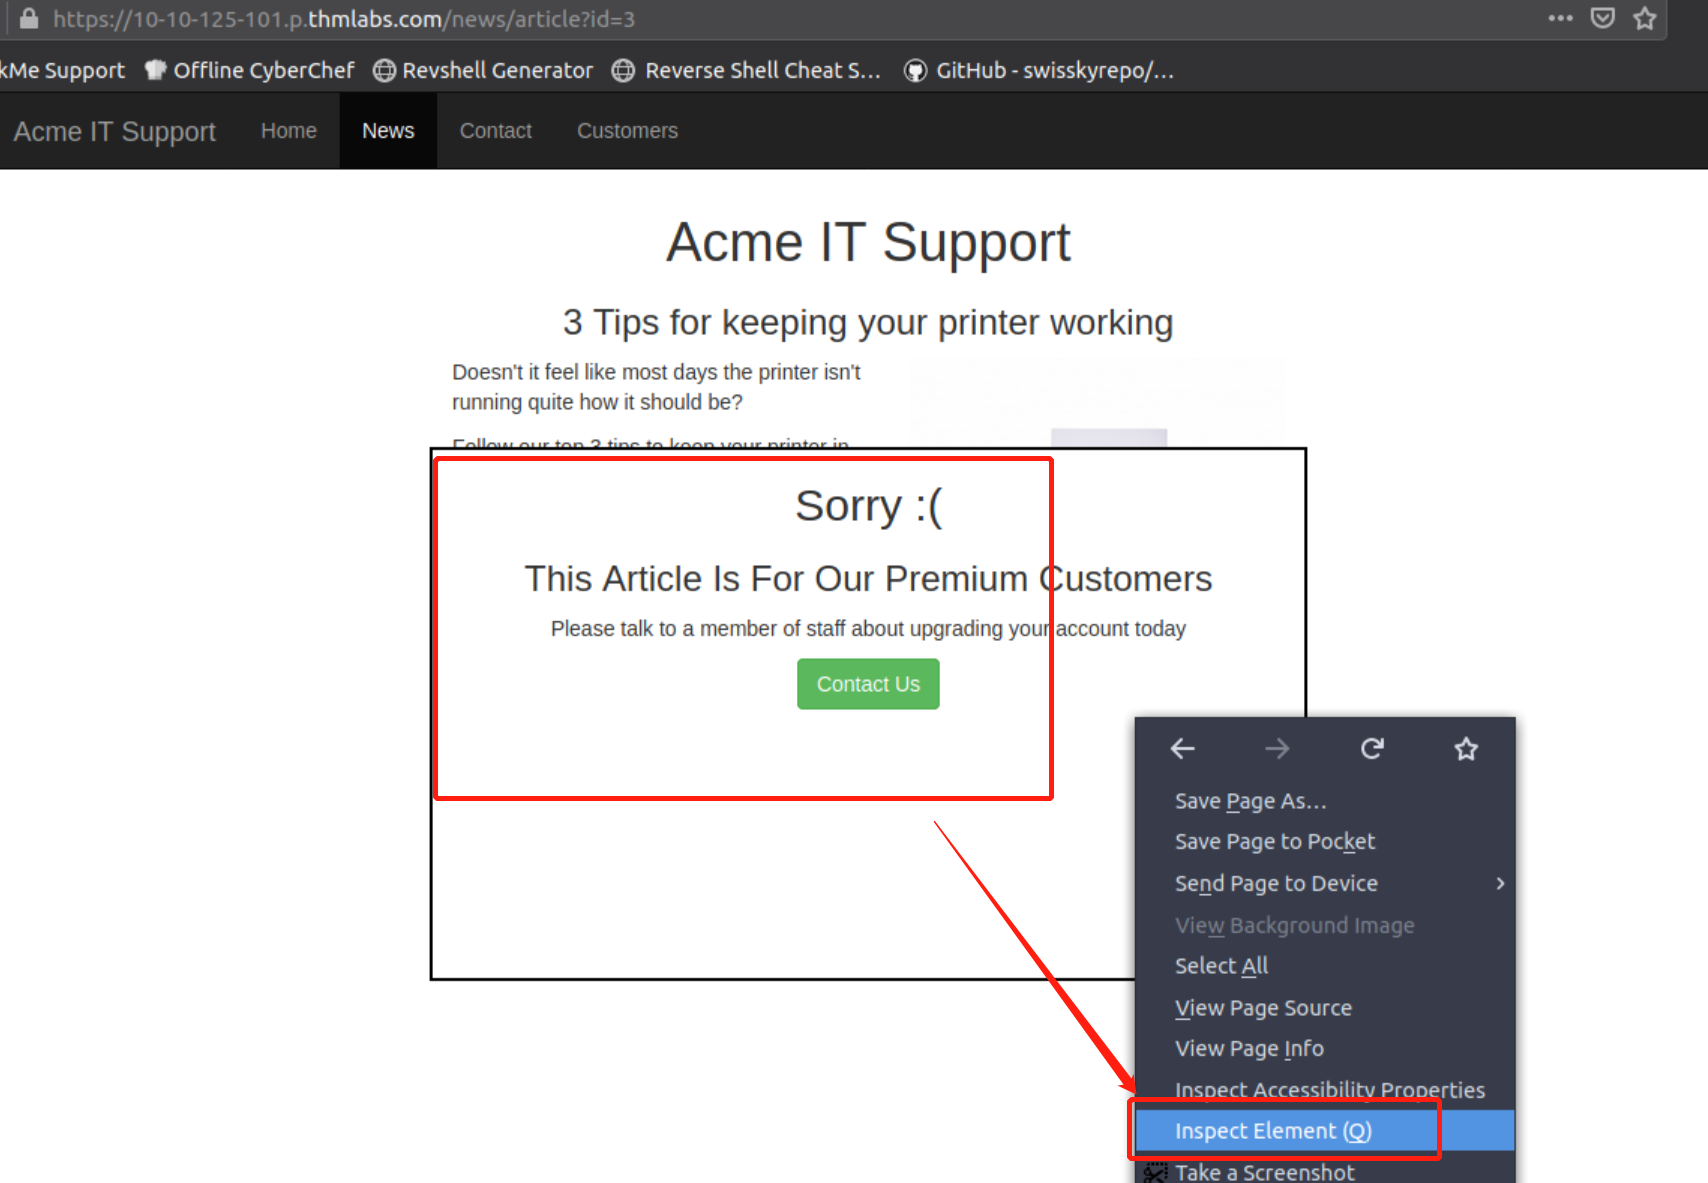 https://10-10-125-101.p.thmlabs.com/news/article?id=3
kMe Support Offline CyberChef Revshell Generator Reverse Shell Cheat S... GitHub - swisskyrepo/...
Acme IT Support Home News Contact Customers
Acme IT Support
3 Tips for keeping your printer working
Doesn't it feel like most days the printer isn't
running quite how it should be?
Follow our top 3 tips to keep your printer in
Sorry :(
This Article Is For Our Premium Customers
Please talk to a member of staff about upgrading your account today
Contact Us
Save Page As...
Save Page to Pocket
Send Page to Device
View Background Image
Select All
View Page Source
View Page Info
Inspect Accessibility Properties
Inspect Element (Q)
Take a Screenshot